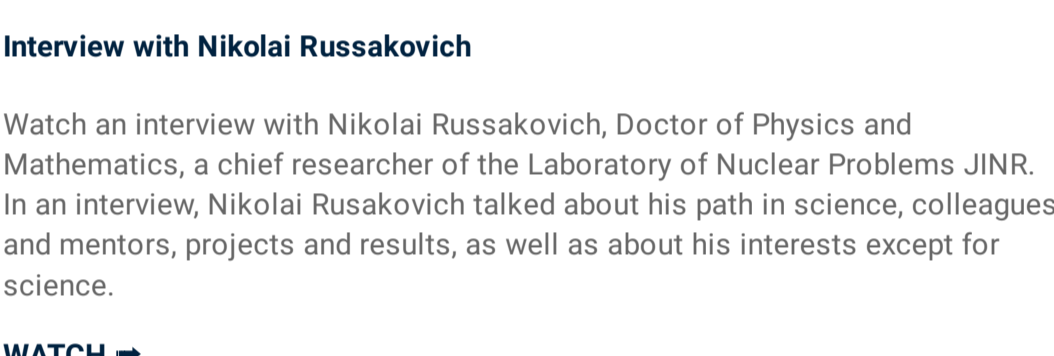 Interview with Nikolai Russakovich
Watch an interview with Nikolai Russakovich, Doctor of Physics and
Mathematics, a chief researcher of the Laboratory of Nuclear Problems JINR.
In an interview, Nikolai Rusakovich talked about his path in science, colleagues
and mentors, projects and results, as well as about his interests except for
science.
WATCH ➡